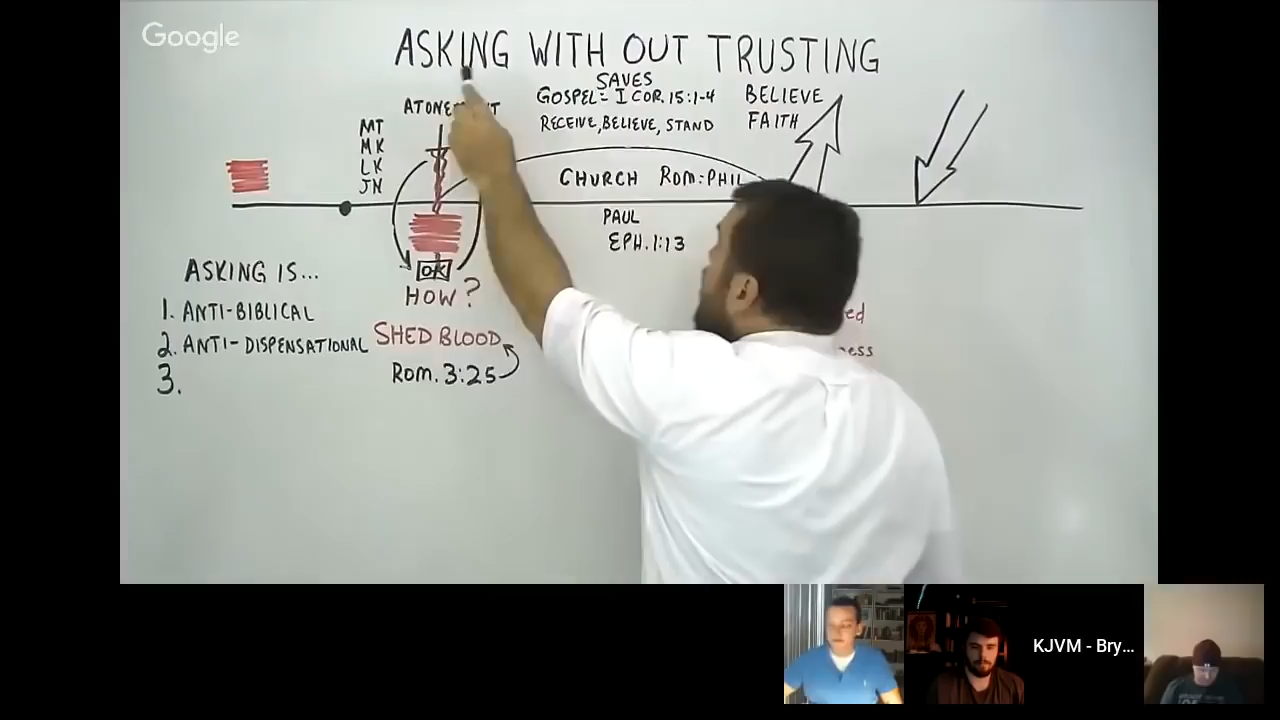 Google
ASKING WITH OUT TRUSTING
SAVES
GOSPEL= I COR. 15:1-4
RECEIVE, BELIEVE, STAND
BELIEVE
FAITH
MT
MK
LK
JN
CHURCH ROM:PHIL
PAUL
EPH. 1:13
OK
HOW?
SHED BLOOD
ROM. 3:25
ASKING IS...
1. ANTI-BIBLICAL
2. ANTI-DISPENSATIONAL
3.
KJVM - Bry...